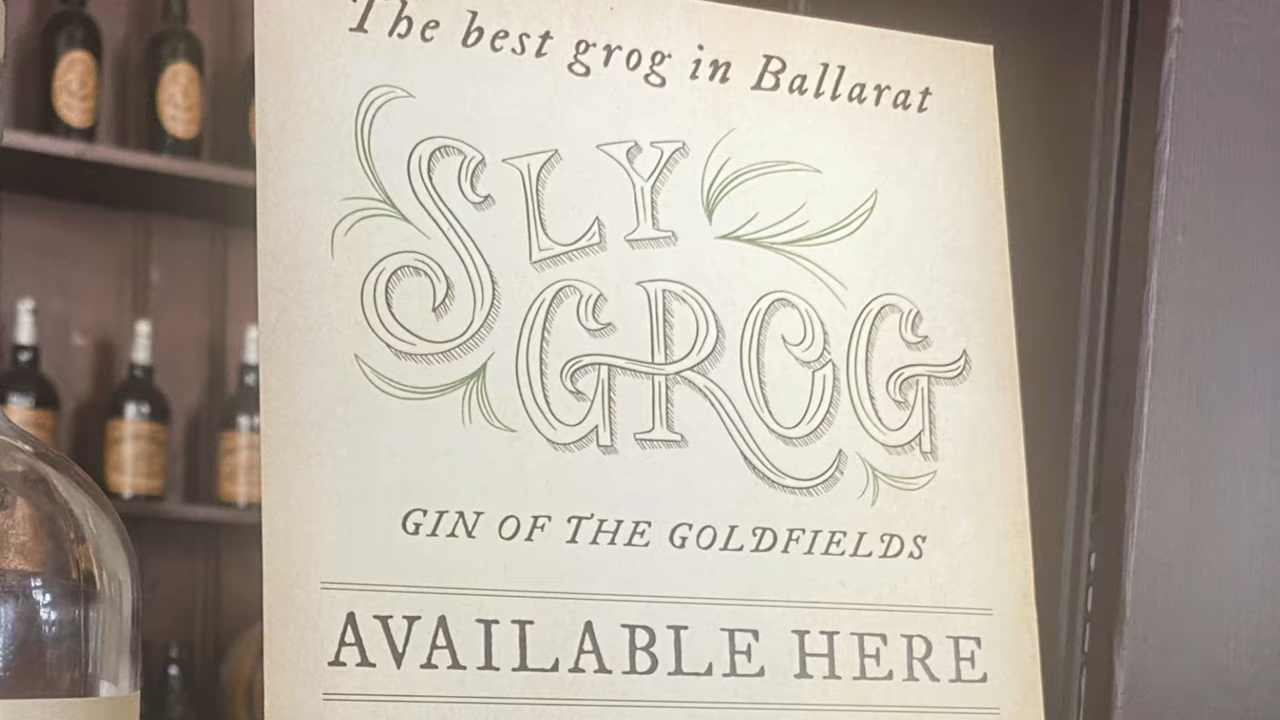 The best grog in Ballarat
SLY
GROG
GIN OF THE GOLDFIELDS
AVAILABLE HERE